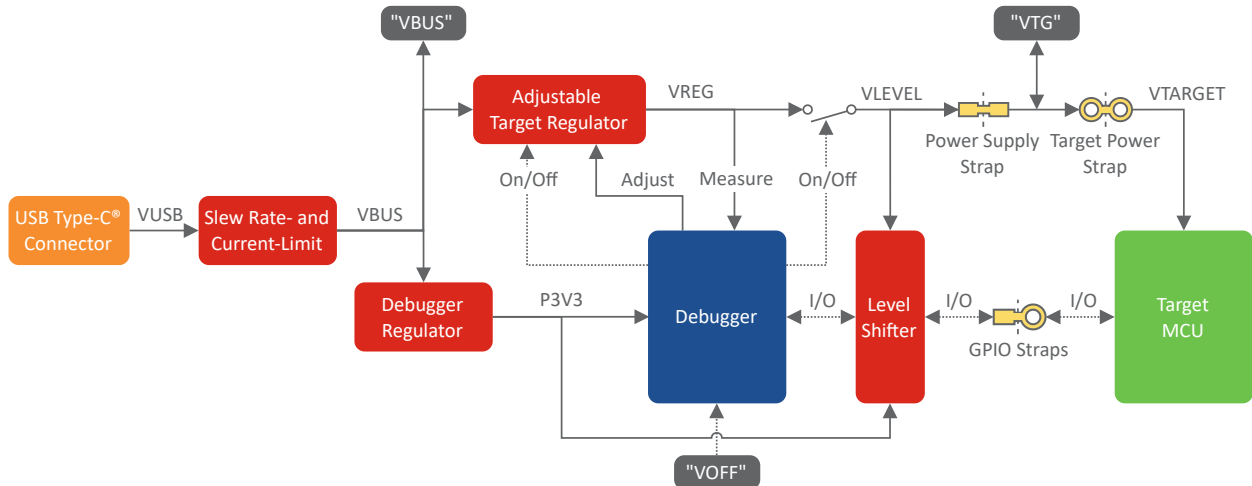 "VBUS"
"VTG"
Adjustable
Target Regulator
VREG
VLEVEL
VTARGET
Power Supply
Strap
Target Power
Strap
On/Off
Adjust
Measure
On/Off
USB Type-C®
Connector
VUSB
Slew Rate- and
Current-Limit
VBUS
Debugger
Regulator
P3V3
Debugger
I/O
Level
Shifter
I/O
I/O
GPIO Straps
Target
MCU
"VOFF"